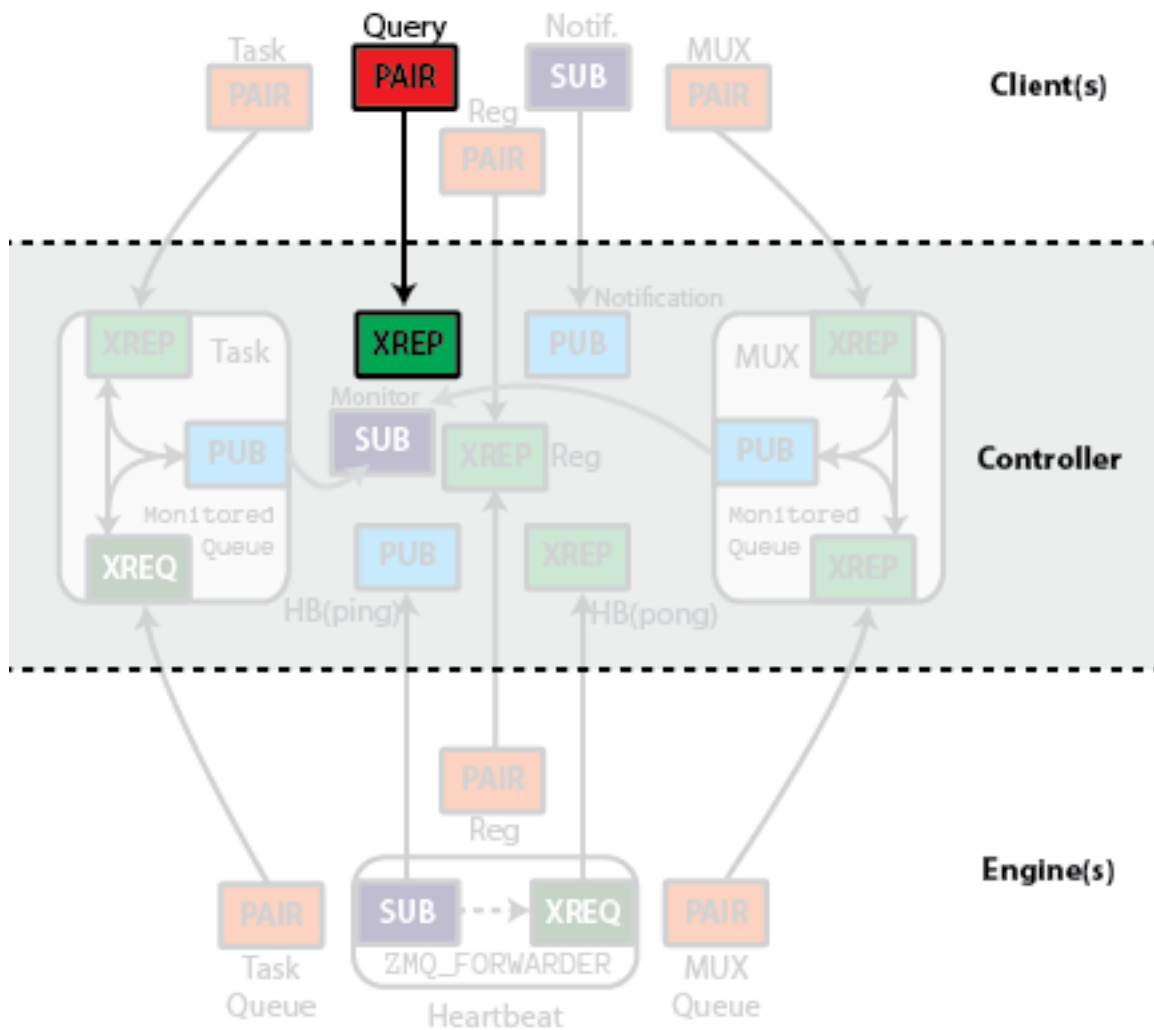 Query
Notif.
Task
MUX
PAIR
SUB
PAIR
PAIR
Client(s)
Reg
PAIR
Notification
XREP
Task
XREP
PUB
MUX
XREP
Monitor
SUB
PUB
XREP
Reg
PUB
Controller
Monitored
Queue
Monitored
Queue
XREQ
PUB
XREP
XREP
HB(ping)
HB(pong)
PAIR
Reg
Engine(s)
PAIR
SUB
XREQ
PAIR
ZMQ_FORWARDER
Task
Queue
MUX
Queue
Heartbeat